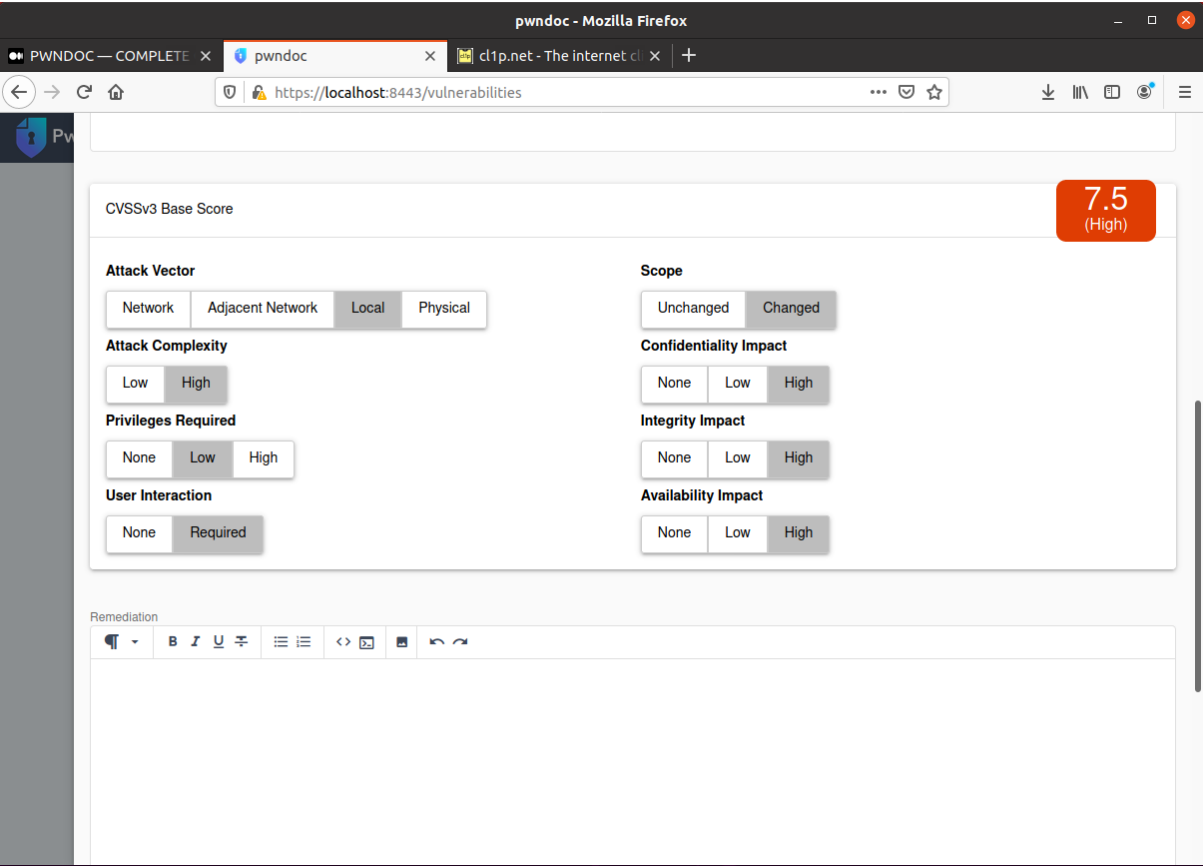 pwndoc - Mozilla Firefox
PWNDOC — COMPLETE
pwndoc
cl1p.net - The internet cl
https://localhost:8443/vulnerabilities
Pw
CVSSv3 Base Score
7.5
(High)
Attack Vector
Network Adjacent Network Local Physical
Scope
Unchanged Changed
Attack Complexity
Low High
Confidentiality Impact
None Low High
Privileges Required
None Low High
Integrity Impact
None Low High
User Interaction
None Required
Availability Impact
None Low High
Remediation